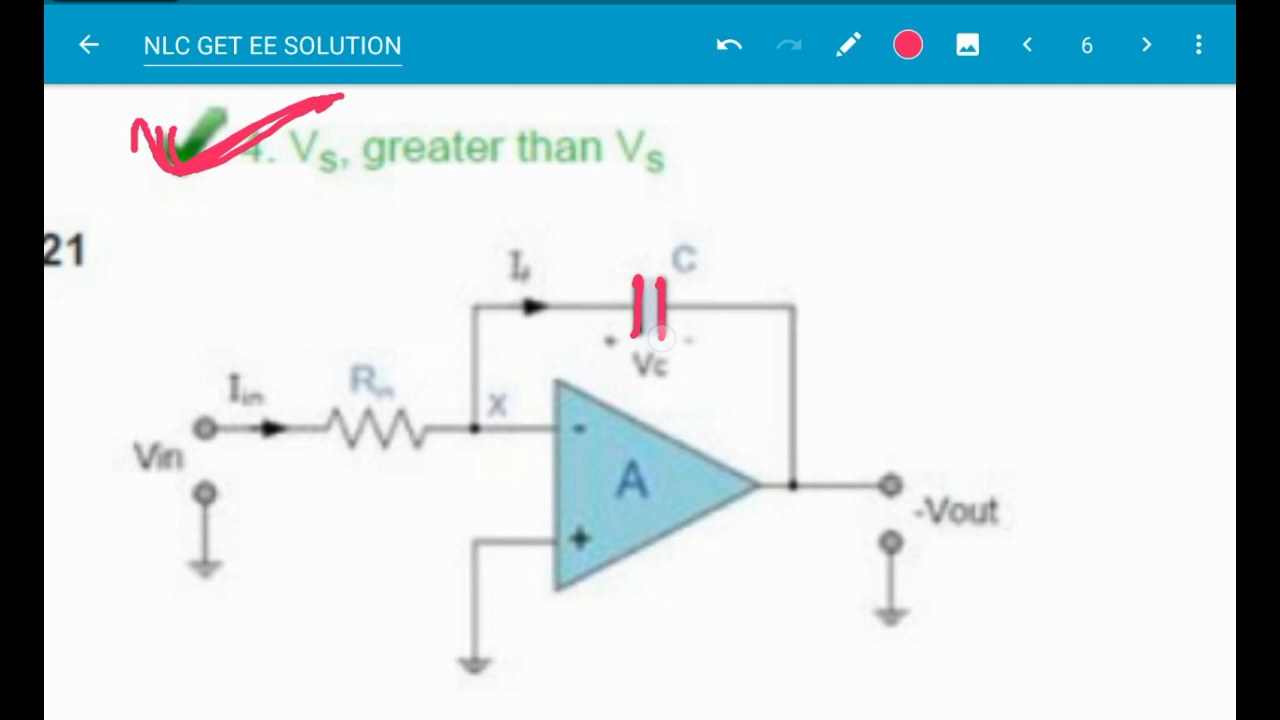 NLC GET EE SOLUTION
6
4. Vs, greater than Vs
21
If
C
+ -
Vc
Iin
Rin
X
Vin
-
A
+
-Vout